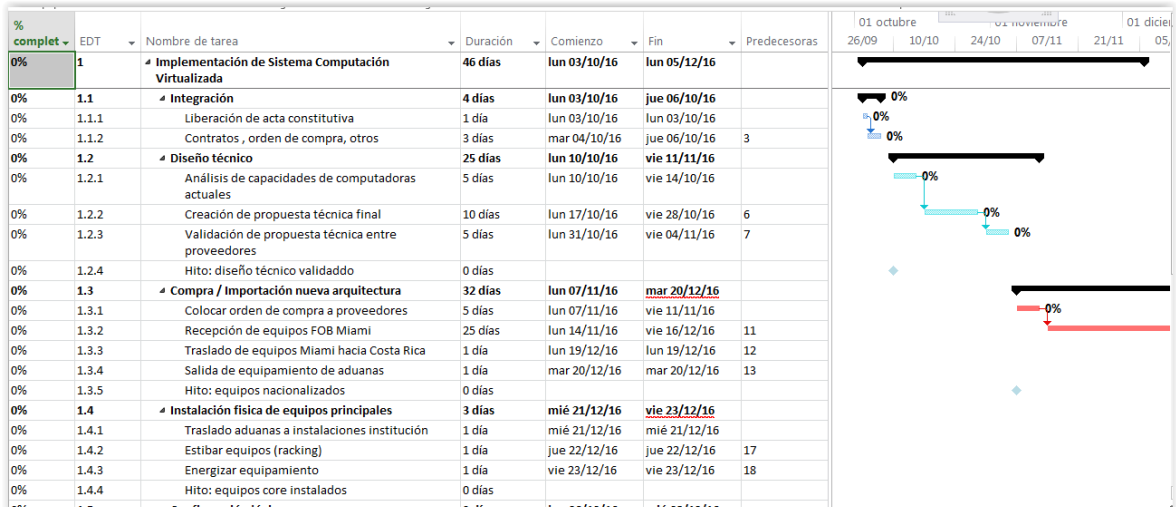 %
complet EDT Nombre de tarea Duración Comienzo Fin Predecesoras
01 octubre 01 noviembre 01 dicie
26/09 10/10 24/10 07/11 21/11 05/
0% 1 Implementación de Sistema Computación 46 días lun 03/10/16 lun 05/12/16
Virtualizada
0% 1.1 Integración 4 días lun 03/10/16 jue 06/10/16 0%
0% 1.1.1 Liberación de acta constitutiva 1 día lun 03/10/16 lun 03/10/16 0%
0% 1.1.2 Contratos , orden de compra, otros 3 días mar 04/10/16 jue 06/10/16 3 0%
0% 1.2 Diseño técnico 25 días lun 10/10/16 vie 11/11/16
0% 1.2.1 Análisis de capacidades de computadoras 5 días lun 10/10/16 vie 14/10/16 0%
actuales
0% 1.2.2 Creación de propuesta técnica final 10 días lun 17/10/16 vie 28/10/16 6 0%
0% 1.2.3 Validación de propuesta técnica entre 5 días lun 31/10/16 vie 04/11/16 7 0%
proveedores
0% 1.2.4 Hito: diseño técnico validaddo 0 días
0% 1.3 Compra / Importación nueva arquitectura 32 días lun 07/11/16 mar 20/12/16
0% 1.3.1 Colocar orden de compra a proveedores 5 días lun 07/11/16 vie 11/11/16 0%
0% 1.3.2 Recepción de equipos FOB Miami 25 días lun 14/11/16 vie 16/12/16 11
0% 1.3.3 Traslado de equipos Miami hacia Costa Rica 1 día lun 19/12/16 lun 19/12/16 12
0% 1.3.4 Salida de equipamiento de aduanas 1 día mar 20/12/16 mar 20/12/16 13
0% 1.3.5 Hito: equipos nacionalizados 0 días
0% 1.4 Instalación fisica de equipos principales 3 días mié 21/12/16 vie 23/12/16
0% 1.4.1 Traslado aduanas a instalaciones institución 1 día mié 21/12/16 mié 21/12/16
0% 1.4.2 Estibar equipos (racking) 1 día jue 22/12/16 jue 22/12/16 17
0% 1.4.3 Energizar equipamiento 1 día vie 23/12/16 vie 23/12/16 18
0% 1.4.4 Hito: equipos core instalados 0 días